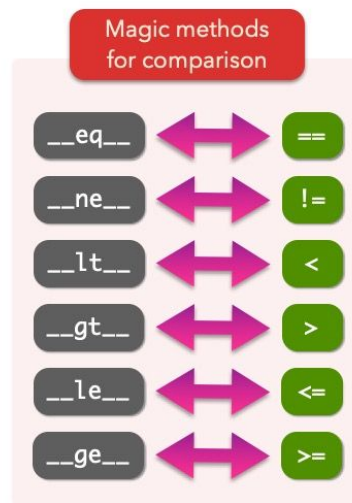 Magic methods
for comparison
__eq__ ==
__ne__ !=
__lt__ <
__gt__ >
__le__ <=
__ge__ >=